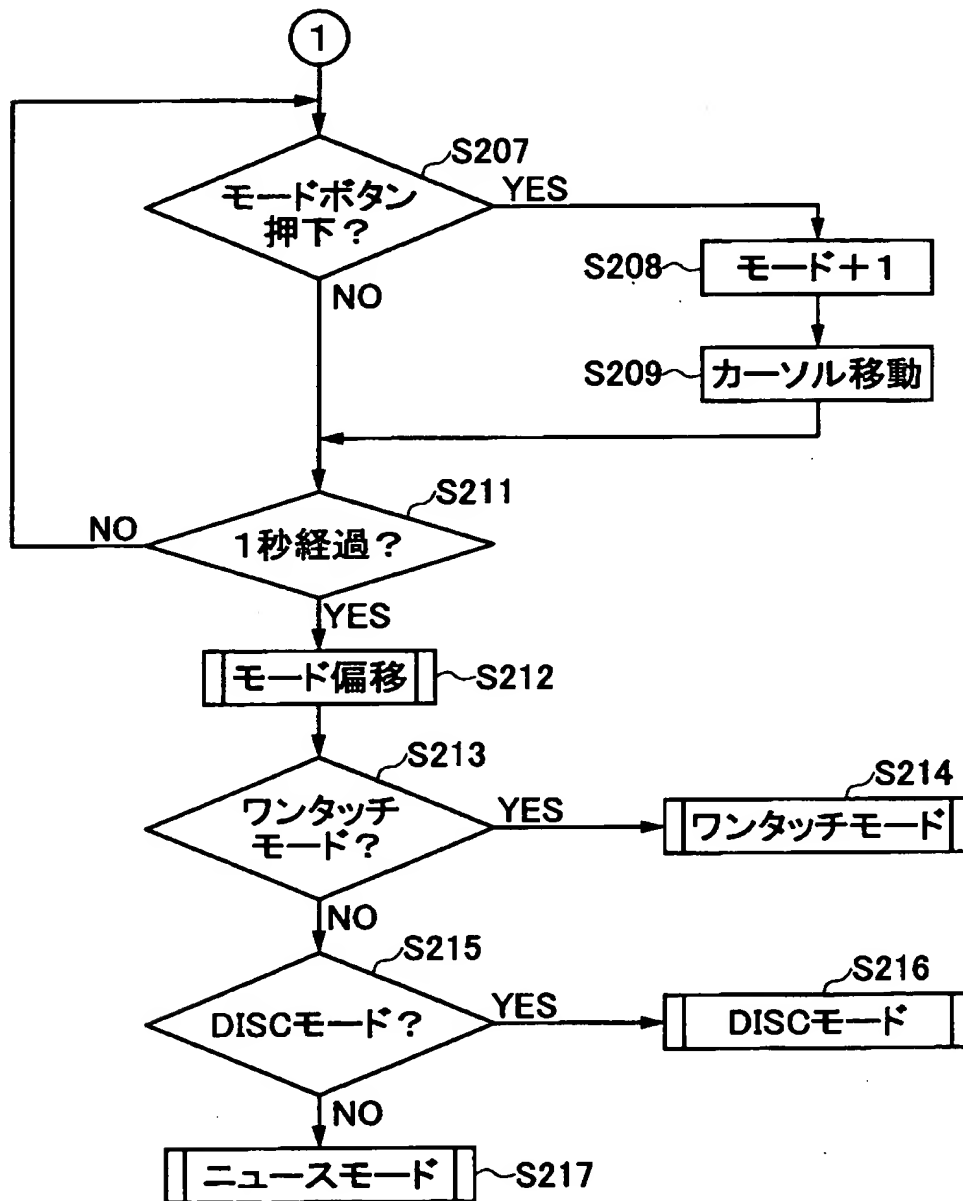 1
S207
モードボタン
押下？
YES
NO
S208
モード＋1
S209
カーソル移動
S211
NO
1秒経過？
YES
モード偏移
S212
S213
ワンタッチ
モード？
YES
S214
ワンタッチモード
NO
S215
DISCモード？
YES
S216
DISCモード
NO
ニュースモード
S217